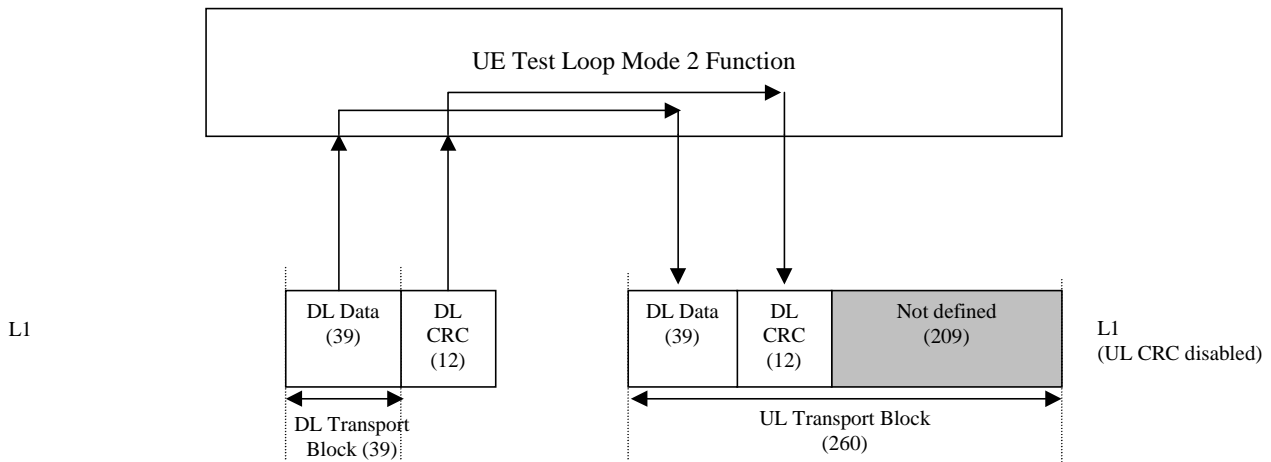 UE Test Loop Mode 2 Function
L1
DL Data
(39)
DL
CRC
(12)
DL Transport
Block (39)
DL Data
(39)
DL
CRC
(12)
Not defined
(209)
UL Transport Block
(260)
L1
(UL CRC disabled)